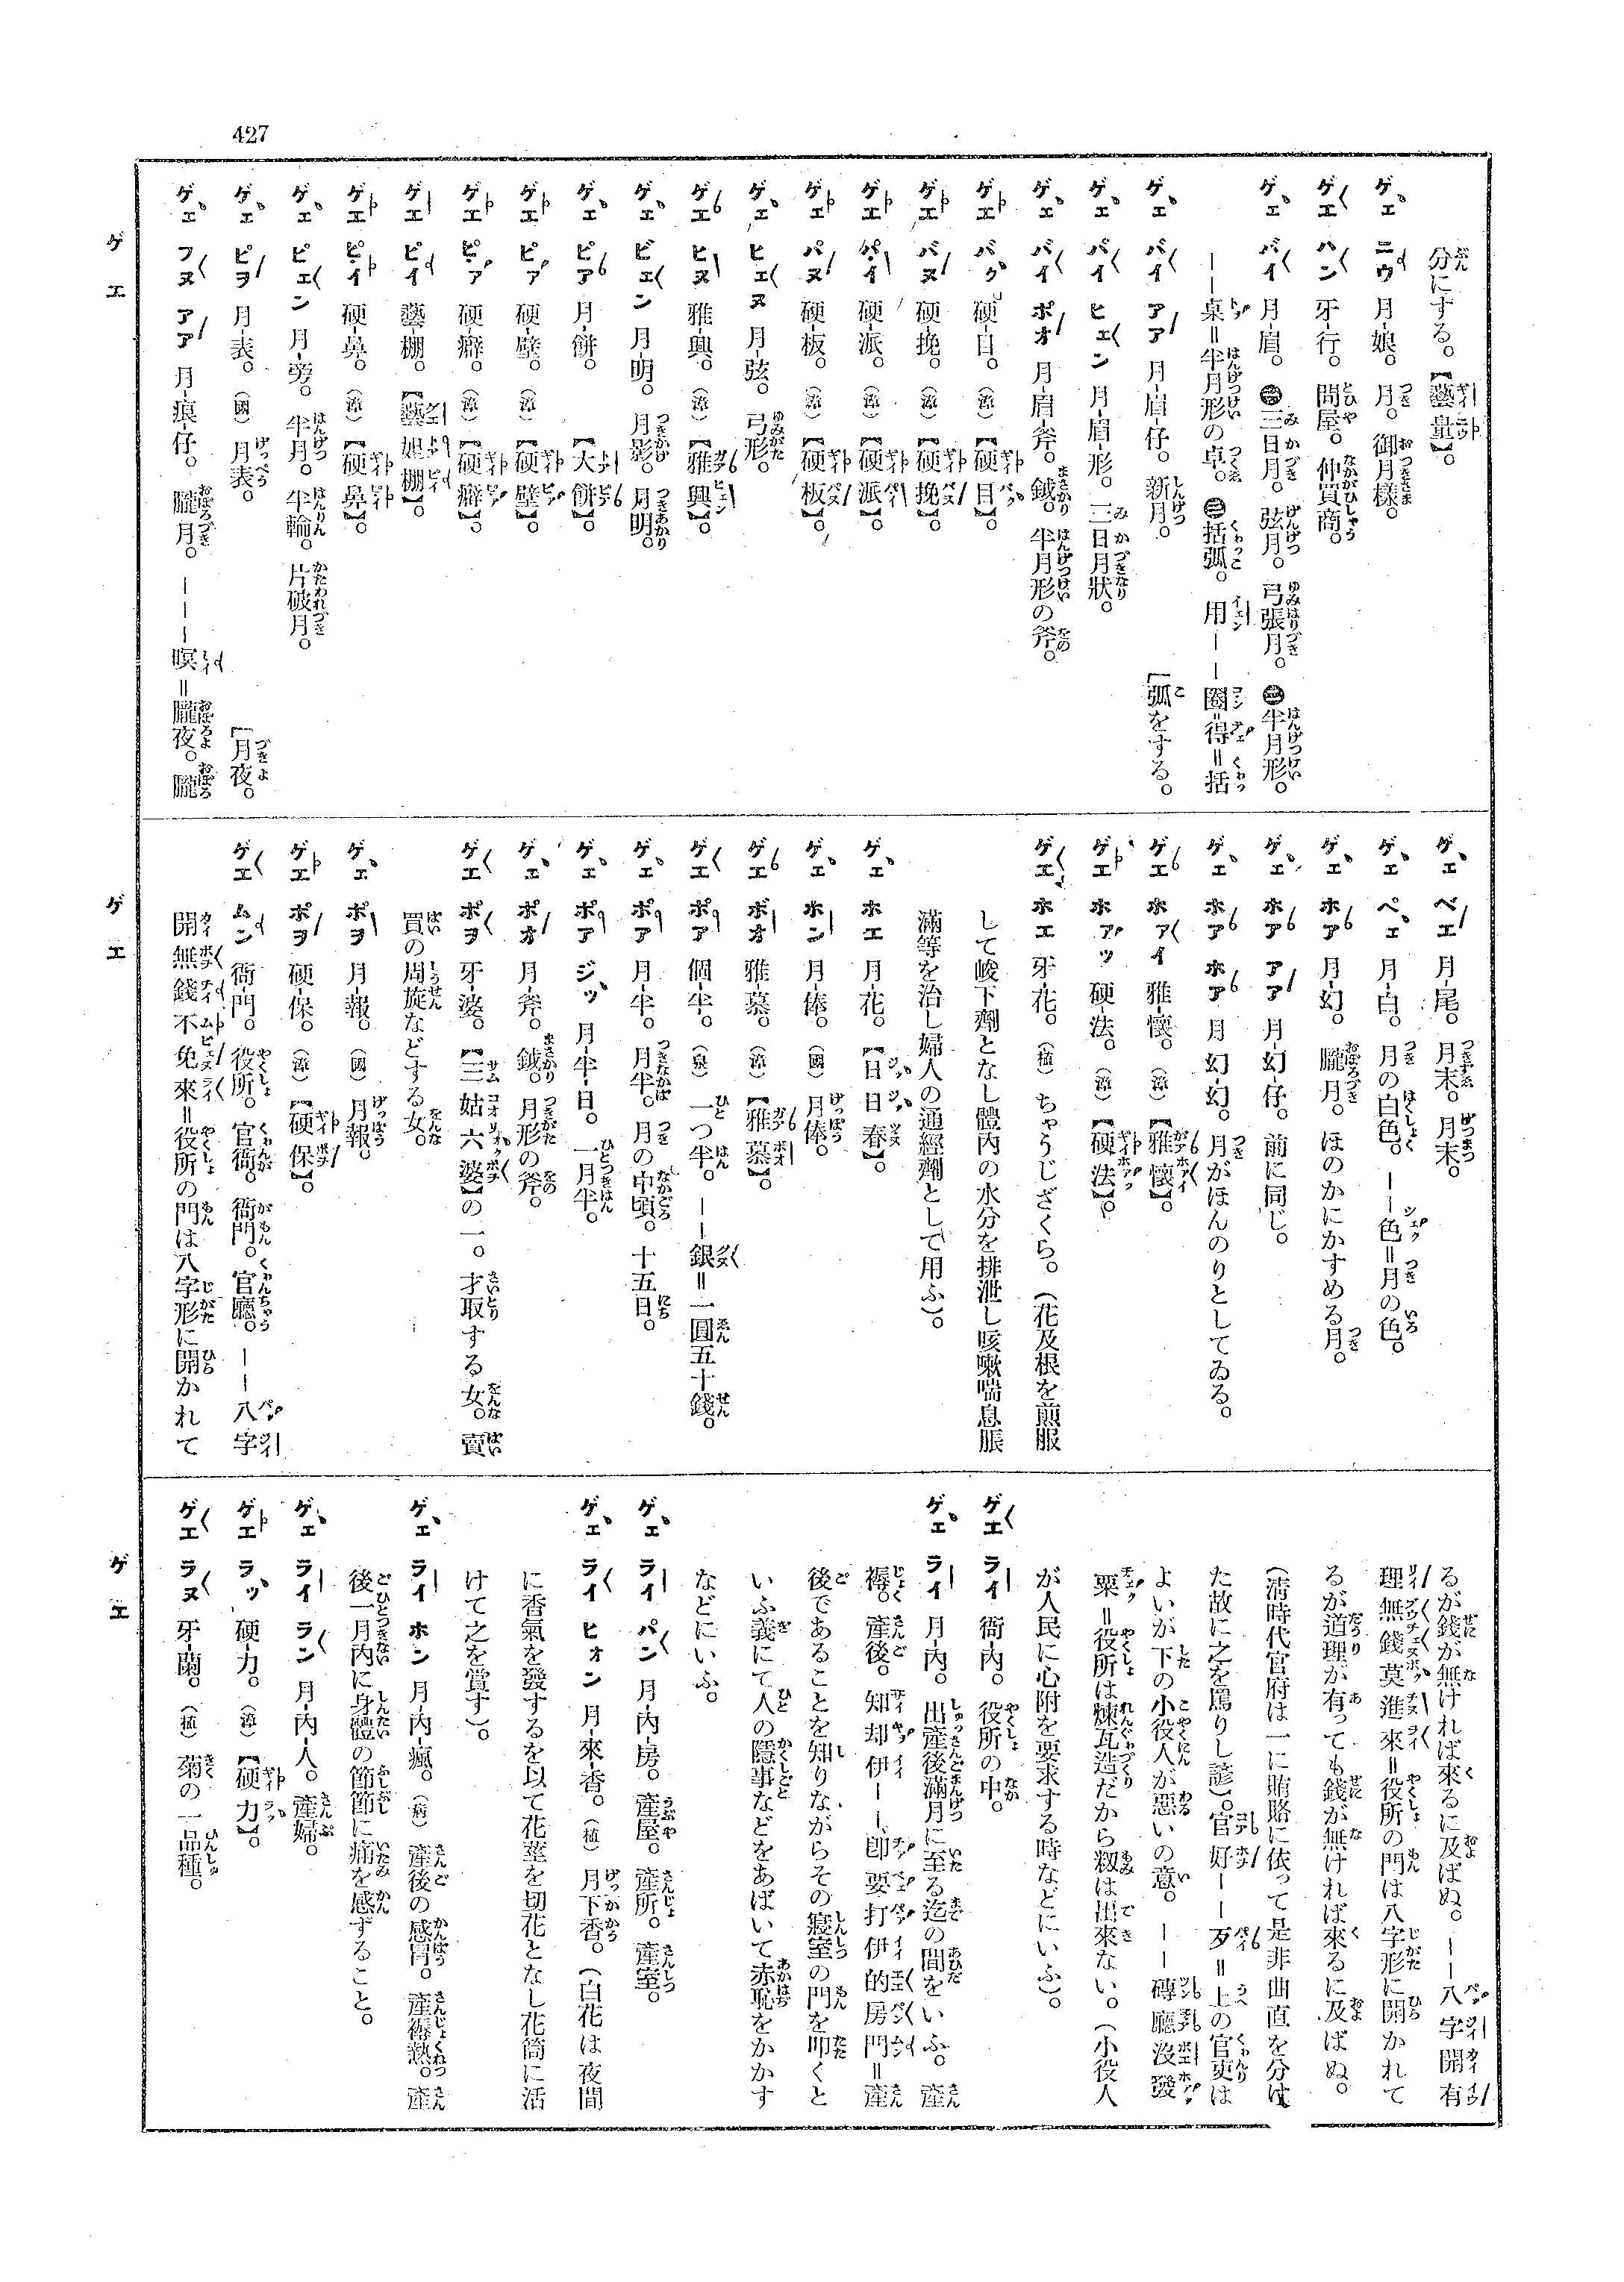 427
分にする。【藝量】。
ゲエ ニウ 月-娘。月。御月樣。
ゲエ ハン 牙-行。問屋。仲買商。
ゲエ バイ 月-眉。㊀三日月。弦月。弓張月。㊁半月形。
――桌=半月形の卓。㊂括弧。用――圈-得=括
「弧をする。
ゲエ バイ アア 月-眉-仔。新月。
ゲエ バイ ヒェン 月-眉-形。三日月狀。
ゲエ バイ ポオ 月-眉-斧。鉞。半月形の斧。
ゲエ バク 硬-目。(漳)【硬目】。
ゲエ バヌ 硬-挽。(漳)【硬挽】。
ゲエ パイ 硬-派。(漳)【硬派】。
ゲエ パヌ 硬-板。(漳)【硬板】。
ゲエ ヒェヌ 月-弦。弓形。
ゲエ ヒヌ 雅-興。(漳)【雅興】。
ゲエ ビェン 月-明。月影。月明。
ゲエ ピア 月-餅。【大餅】。
ゲエ ピア 硬-壁。(漳)【硬壁】。
ゲエ ピア 硬-癖。(漳)【硬癖】。
ゲエ ピイ 藝-棚。【藝妲棚】。
ゲエ ピイ 硬-鼻。(漳)【硬鼻】。
ゲエ ピェン 月-旁。半月。半輪。片破月。
ゲエ ピヲ 月-表。(國)月表。
「月夜。
ゲエ フヌ アア 月-痕-仔。朧月。―――暝=朧夜。朧
ゲエ ベエ 月-尾。月末。月末。
ゲエ ペエ 月-白。月の白色。――色=月の色。
ゲエ ホア 月-幻。朧月。ほのかにかすめる月。
ゲエ ホア アア 月-幻-仔。前に同じ。
ゲエ ホア ホア 月幻-幻。月がほんのりとしてゐる。
ゲエ ホァイ 雅-懷。(漳)【雅懷】。
ゲエ ホァッ 硬-法。(漳)【硬法】。
ゲエ ホエ 牙-花。(植)ちゃうじざくら。(花及根を煎服
して峻下劑となし體內の水分を排泄し咳嗽喘息脹
滿等を治し婦人の通經劑として用ふ)。
ゲエ ホエ 月-花。【日日春】。
ゲエ ホン 月-俸。(國)月俸。
ゲエ ボオ 雅-慕。(漳)【雅慕】。
ゲエ ポア 個-半。(泉)一つ半。――銀=一圓五十錢。
ゲエ ポア 月-半。月半。月の中頃。十五日。
ゲエ ポア ジッ 月-半-日。一月半。
ゲエ ポオ 月-斧。鉞。月形の斧。
ゲエ ポヲ 牙-婆。【三姑六婆】の一。才取する女。賣
買の周旋などする女。
ゲエ ポヲ 月-報。(國)月報。
ゲエ ポヲ 硬-保。(漳)【硬保】。
ゲエ ムン 衙-門。役所。官衙。衙門。官廳。――八字
開無錢不免來=役所の門は八字形に開かれて
るが錢が無ければ來るに及ばぬ。――八字開有
理無錢莫進來=役所の門は八字形に開かれて
るが道理が有っても錢が無ければ來るに及ばぬ。
(淸時代官府は一に賄賂に依って是非曲直を分け
た故に之を罵りし諺)。官好――歹=上の官吏は
よいが下の小役人が惡いの意。――磚廳沒發
粟=役所は煉瓦造だから籾は出來ない。(小役人
が人民に心附を要求する時などにいふ)。
ゲエ ライ 衙內。役所の中。
ゲエ ライ 月-內。出產後滿月に至る迄の間をいふ。產
褥。產後。知却伊――、卽要打伊的房門=產
後であることを知りながらその寢室の門を叩くと
いふ義にて人の隱事などをあばいて赤恥をかかす
などにいふ。
ゲエ ライ パン 月-內-房。產屋。產所。產室。
ゲエ ライ ヒォン 月-來-香。(植)月下香。(白花は夜間
に香氣を發するを以て花莖を切花となし花筒に活
けて之を賞す)。
ゲエ ライ ホン 月-內-瘋。(病)產後の感冒。產褥熱。產
後一月內に身體の節節に痛を感ずること。
ゲエ ライ ラン 月-內-人。產婦。
ゲエ ラッ 硬-力。(漳)【硬力】。
ゲエ ラヌ 牙-蘭。(植)菊の一品種。
ゲ エ
ゲ エ
ゲ エ